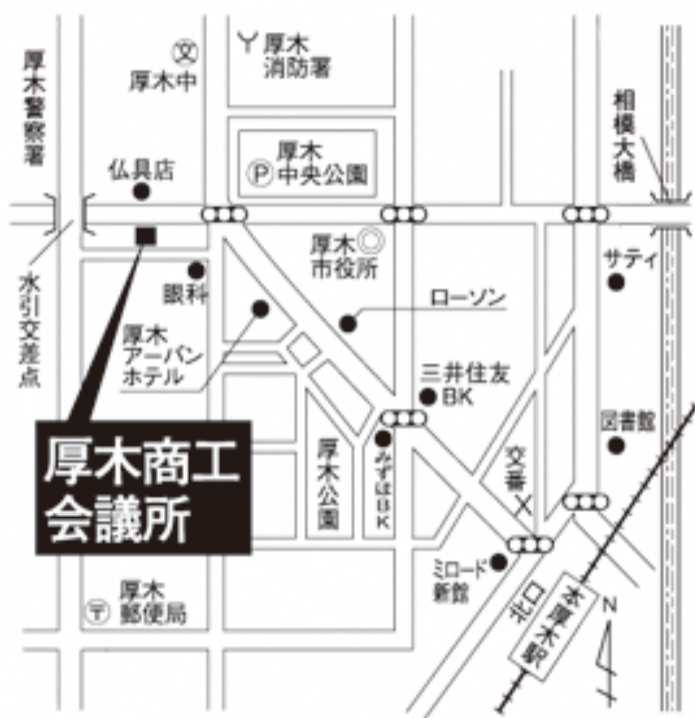 厚木警察署
文
厚木中
厚木
消防署
相模大橋
仏具店
P
厚木
中央公園
厚木
市役所
サティ
水引交差点
眼科
ローソン
厚木
アーバン
ホテル
三井住友
BK
図書館
厚木商工
会議所
厚木公園
みずほBK
交番
ミロード
新館
北口
本厚木駅
N
〒
厚木
郵便局